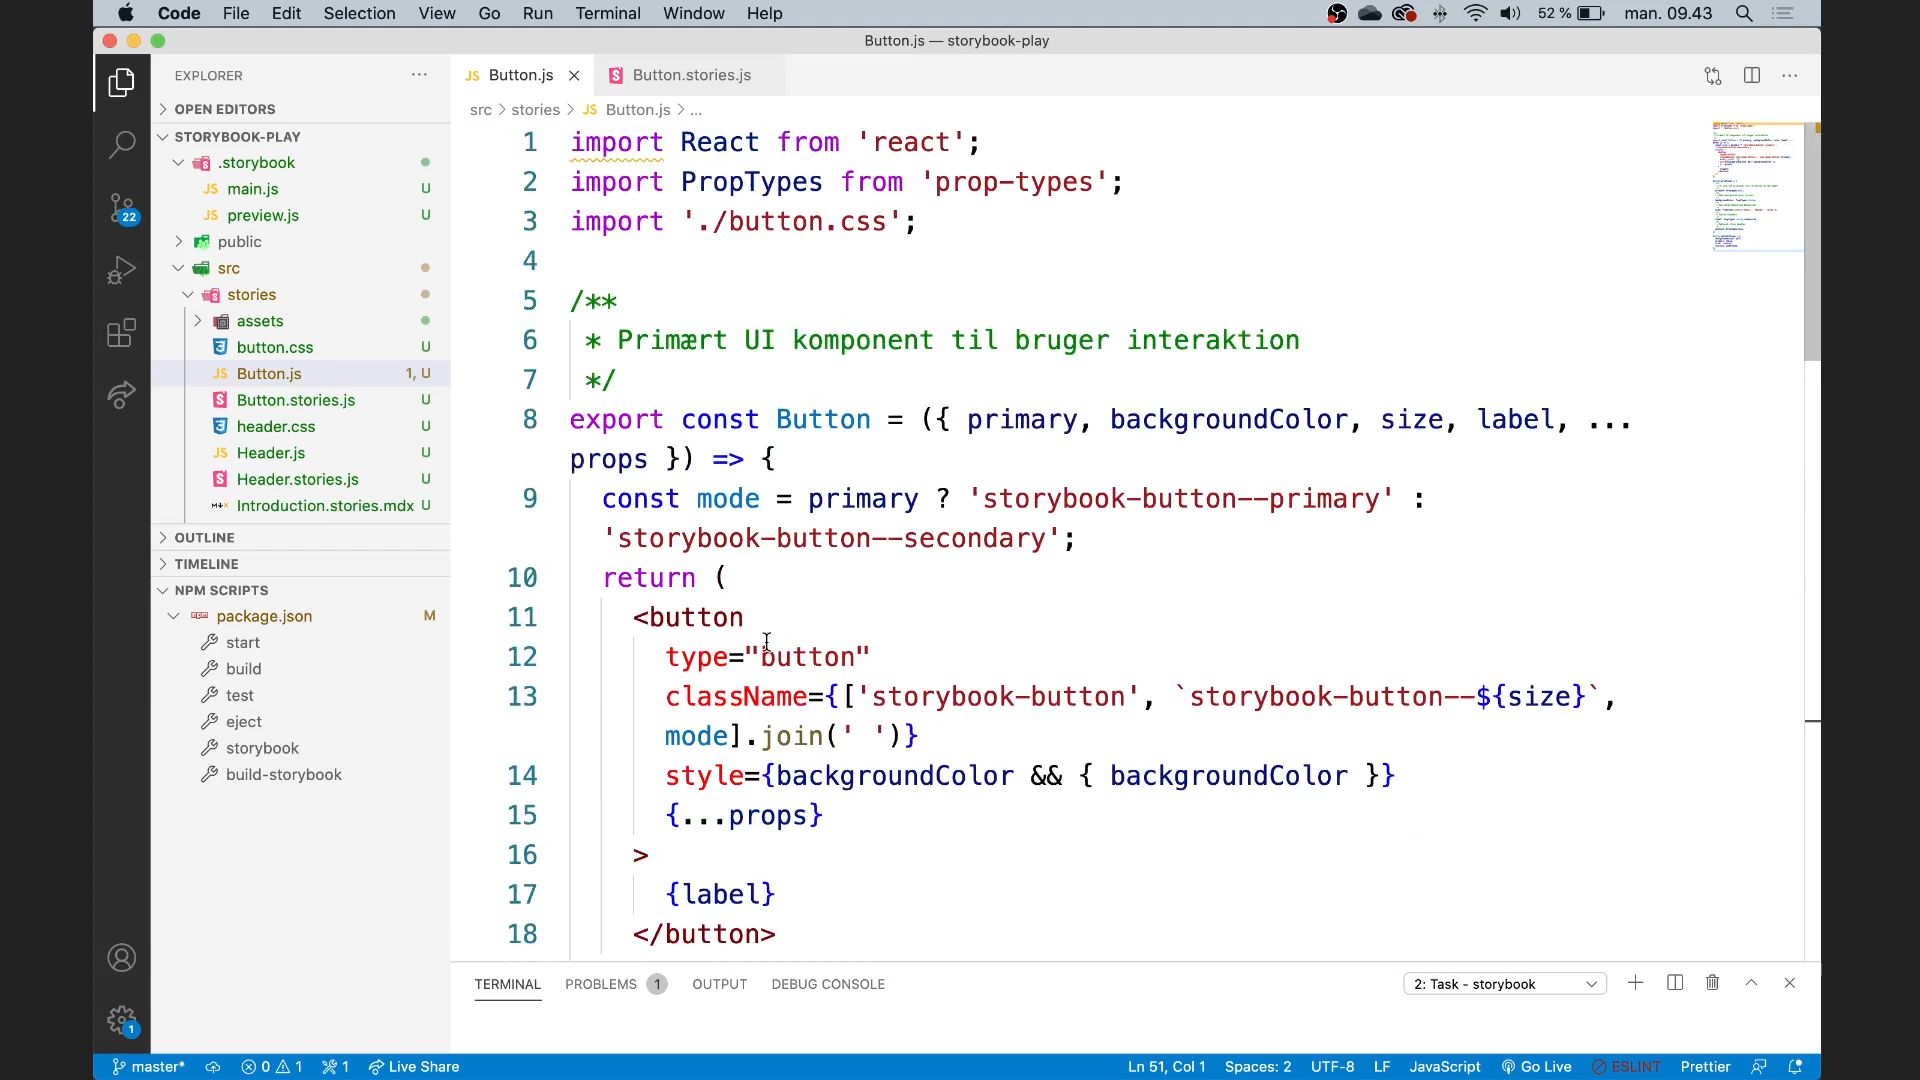 Code File Edit Selection View Go Run Terminal Window Help 52 % man. 09.43
Button.js — storybook-play
EXPLORER ...
OPEN EDITORS
STORYBOOK-PLAY
.storybook
JS main.js U
JS preview.js U
public
src
stories
assets
button.css U
JS Button.js 1, U
Button.stories.js U
header.css U
JS Header.js U
Header.stories.js U
Introduction.stories.mdx U
OUTLINE
TIMELINE
NPM SCRIPTS
package.json M
start
build
test
eject
storybook
build-storybook
22
1
JS Button.js Button.stories.js
src > stories > JS Button.js > ...
1 import React from 'react';
2 import PropTypes from 'prop-types';
3 import './button.css';
4
5 /**
6 * Primært UI komponent til bruger interaktion
7 */
8 export const Button = ({ primary, backgroundColor, size, label, ...
props }) => {
9 const mode = primary ? 'storybook-button--primary' :
'storybook-button--secondary';
10 return (
11 <button
12 type="button"
13 className={['storybook-button', `storybook-button--${size}`,
mode].join(' ')}
14 style={backgroundColor && { backgroundColor }}
15 {...props}
16 >
17 {label}
18 </button>
TERMINAL PROBLEMS 1 OUTPUT DEBUG CONSOLE 2: Task - storybook
master* 0 1 1 Live Share Ln 51, Col 1 Spaces: 2 UTF-8 LF JavaScript Go Live ESLINT Prettier